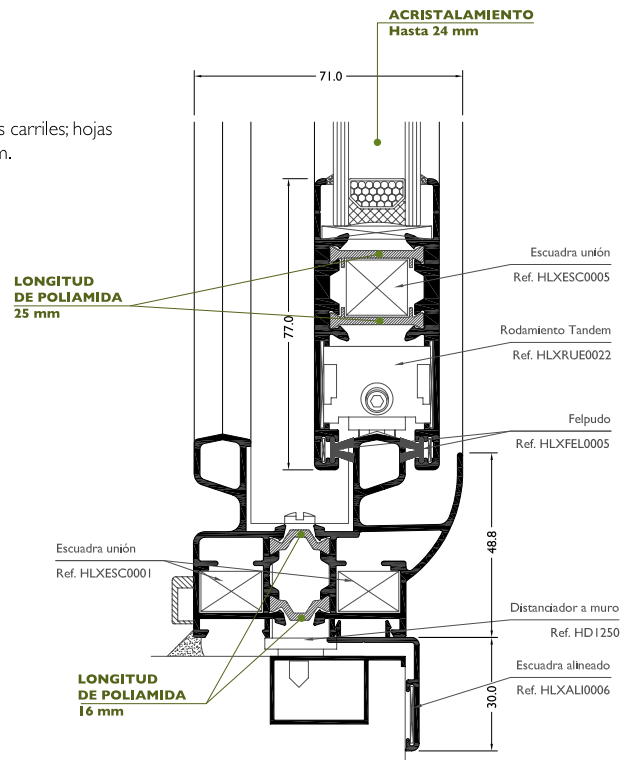 ACRISTALAMIENTO
Hasta 24 mm
71.0
s carriles; hojas
m.
Escuadra unión
Ref. HLXESC0005
LONGITUD
DE POLIAMIDA
25 mm
77.0
Rodamiento Tandem
Ref. HLXRUE0022
Felpudo
Ref. HLXFEL0005
48.8
Escuadra unión
Ref. HLXESC0001
Distanciador a muro
Ref. HD1250
Escuadra alineado
Ref. HLXALI0006
30.0
LONGITUD
DE POLIAMIDA
16 mm